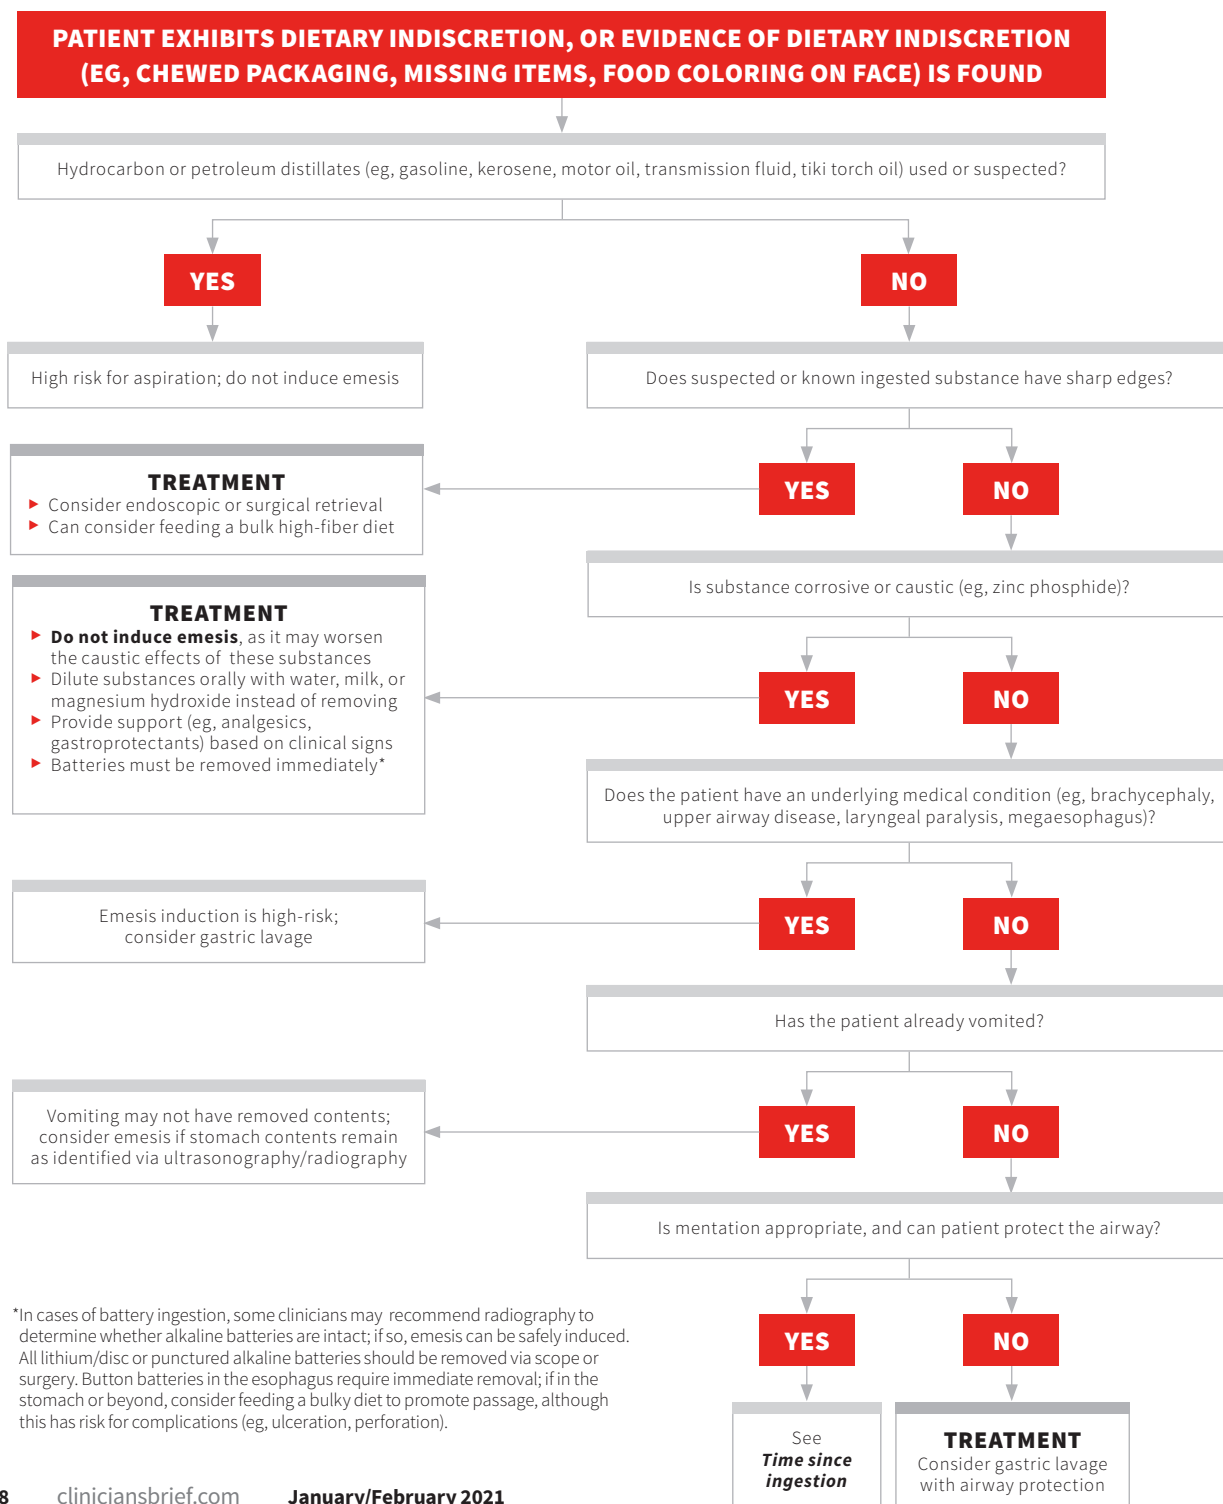 PATIENT EXHIBITS DIETARY INDISCRETION, OR EVIDENCE OF DIETARY INDISCRETION
(EG, CHEWED PACKAGING, MISSING ITEMS, FOOD COLORING ON FACE) IS FOUND
Hydrocarbon or petroleum distillates (eg, gasoline, kerosene, motor oil, transmission fluid, tiki torch oil) used or suspected?
YES
NO
High risk for aspiration; do not induce emesis
Does suspected or known ingested substance have sharp edges?
YES
NO
TREATMENT
► Consider endoscopic or surgical retrieval
► Can consider feeding a bulk high-fiber diet
Is substance corrosive or caustic (eg, zinc phosphide)?
YES
NO
TREATMENT
► Do not induce emesis, as it may worsen
the caustic effects of these substances
► Dilute substances orally with water, milk, or
magnesium hydroxide instead of removing
► Provide support (eg, analgesics,
gastroprotectants) based on clinical signs
► Batteries must be removed immediately*
Does the patient have an underlying medical condition (eg, brachycephaly,
upper airway disease, laryngeal paralysis, megaesophagus)?
YES
NO
Emesis induction is high-risk;
consider gastric lavage
Has the patient already vomited?
YES
NO
Vomiting may not have removed contents;
consider emesis if stomach contents remain
as identified via ultrasonography/radiography
Is mentation appropriate, and can patient protect the airway?
YES
NO
See
Time since
ingestion
TREATMENT
Consider gastric lavage
with airway protection
*In cases of battery ingestion, some clinicians may recommend radiography to
determine whether alkaline batteries are intact; if so, emesis can be safely induced.
All lithium/disc or punctured alkaline batteries should be removed via scope or
surgery. Button batteries in the esophagus require immediate removal; if in the
stomach or beyond, consider feeding a bulky diet to promote passage, although
this has risk for complications (eg, ulceration, perforation).
8 cliniciansbrief.com January/February 2021